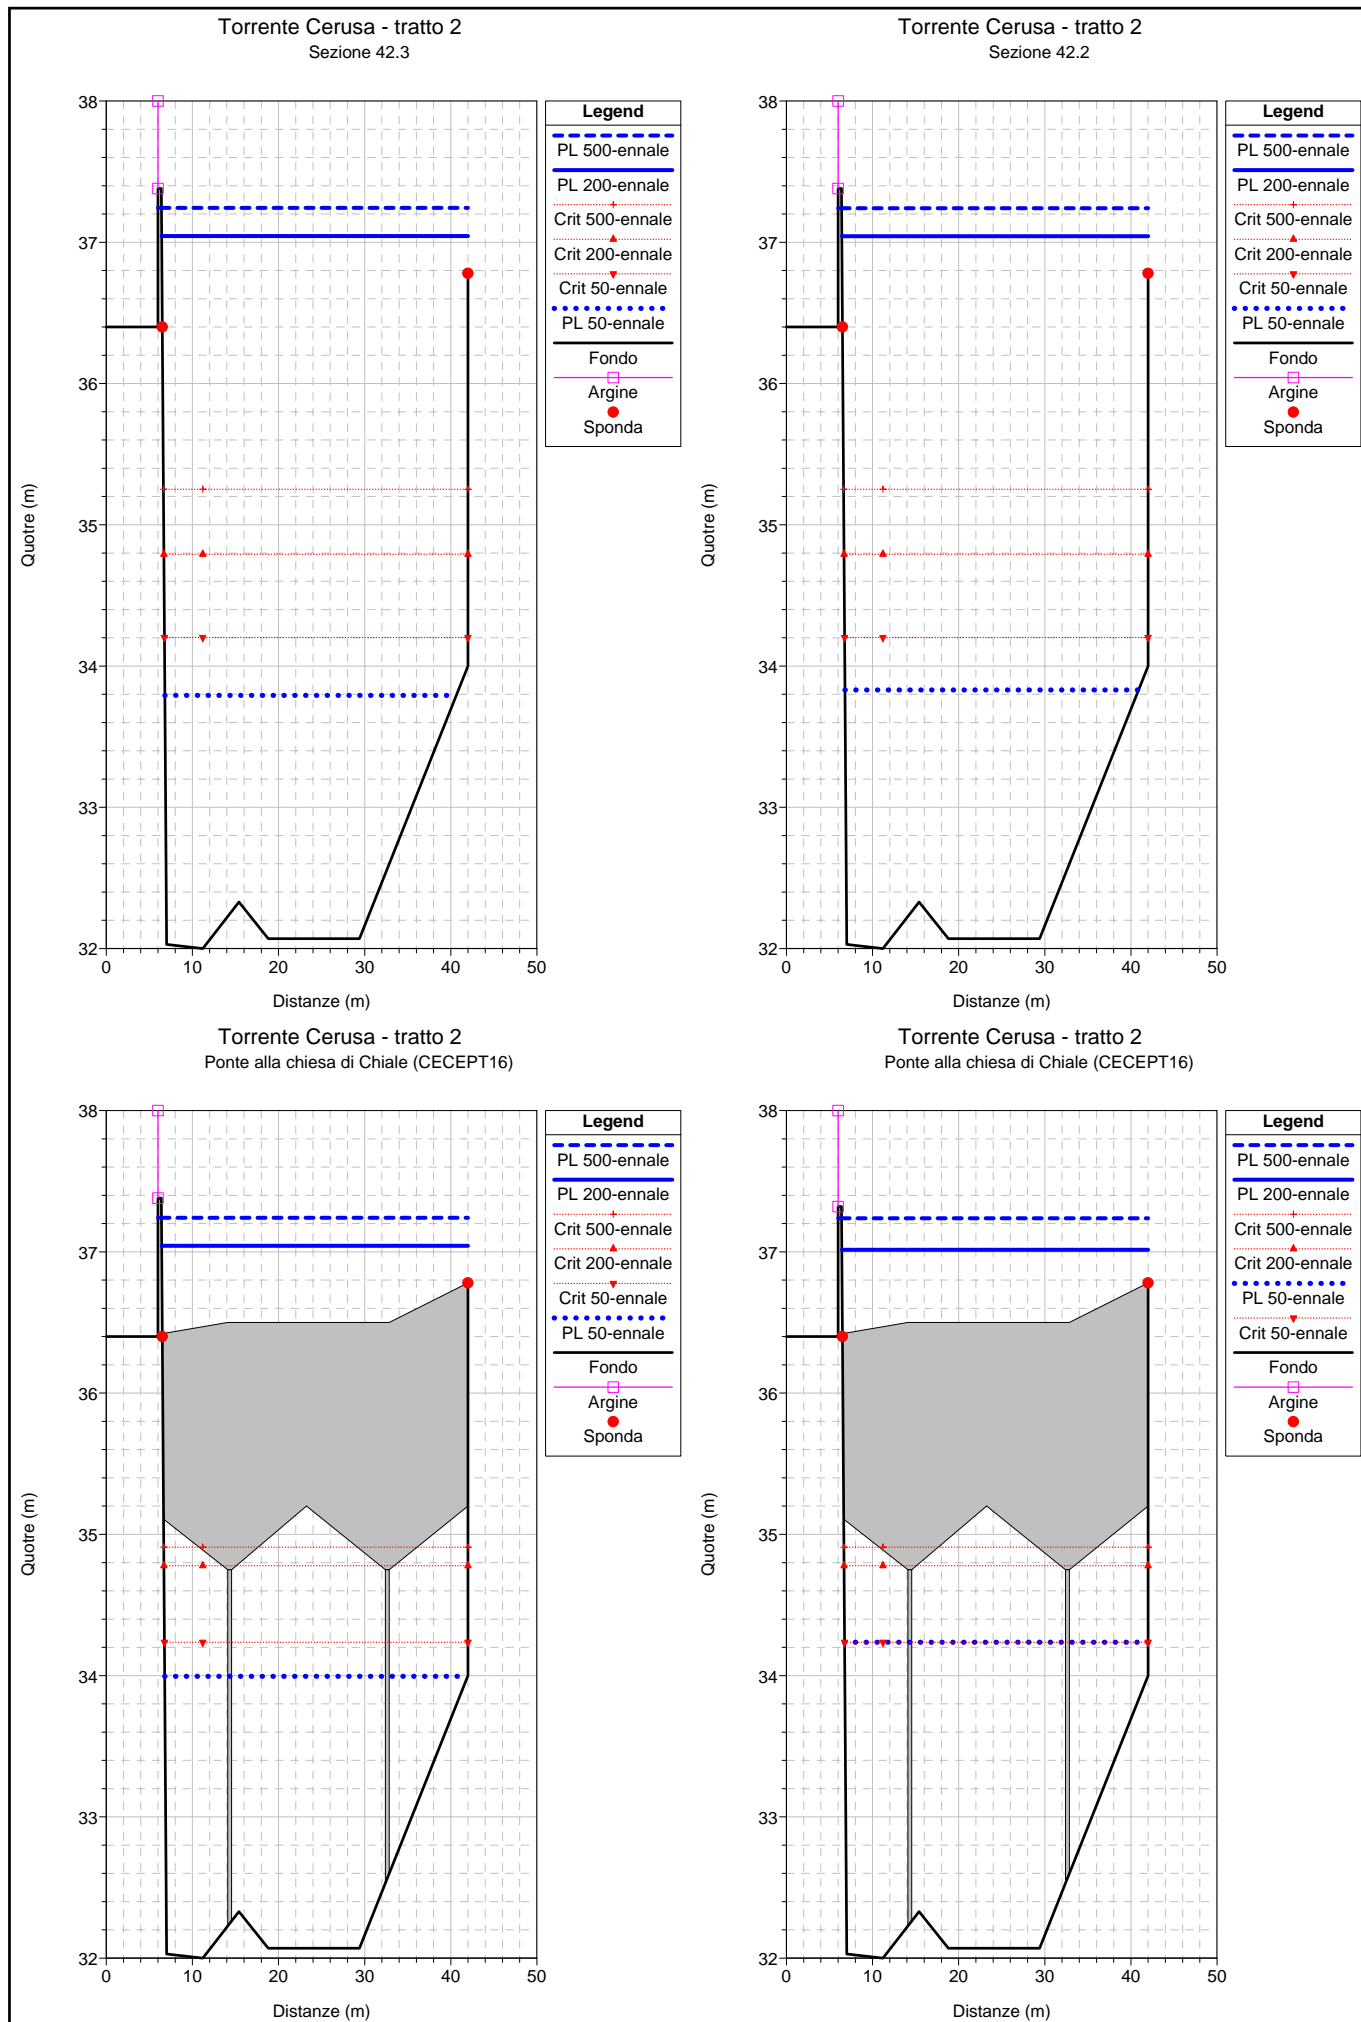 Torrente Cerusa - tratto 2
Sezione 42.3
38
37
36
35
34
33
32
0 10 20 30 40 50
Quotre (m)
Distanze (m)
Legend
PL 500-ennale
PL 200-ennale
Crit 500-ennale
Crit 200-ennale
Crit 50-ennale
PL 50-ennale
Fondo
Argine
Sponda
Torrente Cerusa - tratto 2
Sezione 42.2
38
37
36
35
34
33
32
0 10 20 30 40 50
Quotre (m)
Distanze (m)
Legend
PL 500-ennale
PL 200-ennale
Crit 500-ennale
Crit 200-ennale
Crit 50-ennale
PL 50-ennale
Fondo
Argine
Sponda
Torrente Cerusa - tratto 2
Ponte alla chiesa di Chiale (CECEPT16)
38
37
36
35
34
33
32
0 10 20 30 40 50
Quotre (m)
Distanze (m)
Legend
PL 500-ennale
PL 200-ennale
Crit 500-ennale
Crit 200-ennale
Crit 50-ennale
PL 50-ennale
Fondo
Argine
Sponda
Torrente Cerusa - tratto 2
Ponte alla chiesa di Chiale (CECEPT16)
38
37
36
35
34
33
32
0 10 20 30 40 50
Quotre (m)
Distanze (m)
Legend
PL 500-ennale
PL 200-ennale
Crit 500-ennale
Crit 200-ennale
PL 50-ennale
Crit 50-ennale
Fondo
Argine
Sponda